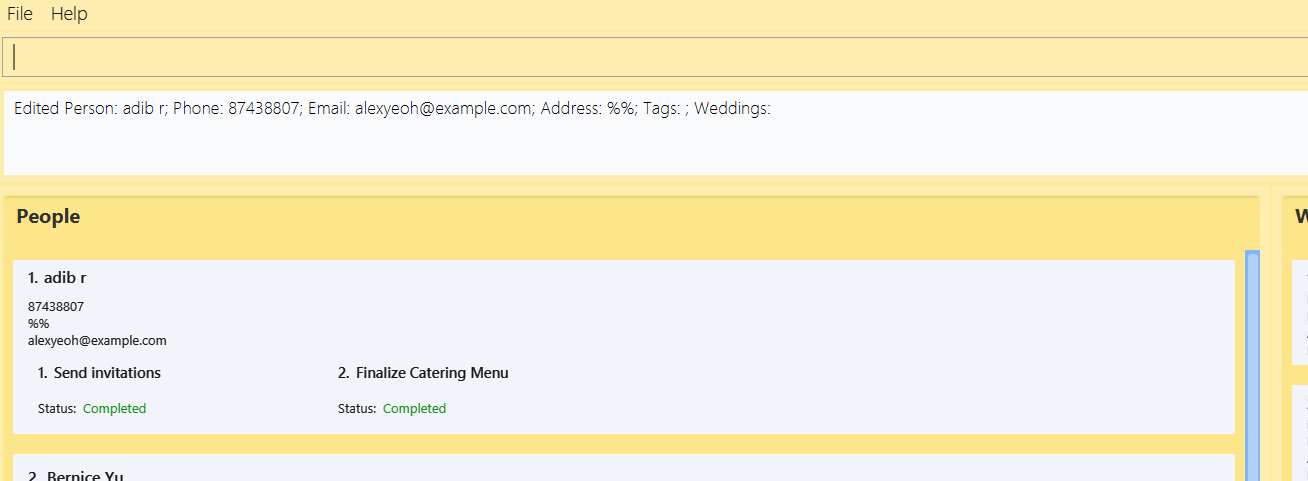 File Help
Edited Person: adib r; Phone: 87438807; Email: alexyeoh@example.com; Address: %%; Tags: ; Weddings:
People
1. adib r
87438807
%%
alexyeoh@example.com
1. Send invitations
2. Finalize Catering Menu
Status: Completed
Status: Completed
2. Bernice Yu